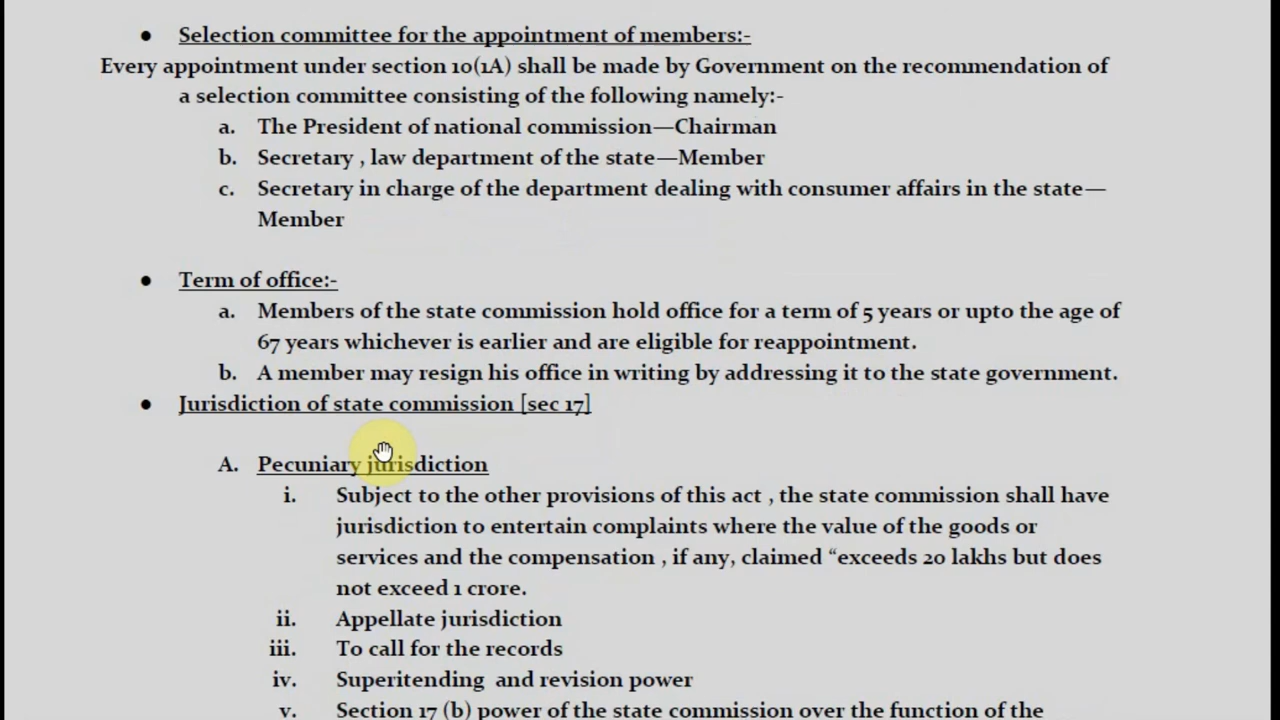 ● Selection committee for the appointment of members:-
Every appointment under section 10(1A) shall be made by Government on the recommendation of
a selection committee consisting of the following namely:-
a. The President of national commission—Chairman
b. Secretary , law department of the state—Member
c. Secretary in charge of the department dealing with consumer affairs in the state—
Member
● Term of office:-
a. Members of the state commission hold office for a term of 5 years or upto the age of
67 years whichever is earlier and are eligible for reappointment.
b. A member may resign his office in writing by addressing it to the state government.
● Jurisdiction of state commission [sec 17]
A. Pecuniary jurisdiction
i. Subject to the other provisions of this act , the state commission shall have
jurisdiction to entertain complaints where the value of the goods or
services and the compensation , if any, claimed “exceeds 20 lakhs but does
not exceed 1 crore.
ii. Appellate jurisdiction
iii. To call for the records
iv. Superitending and revision power
v. Section 17 (b) power of the state commission over the function of the